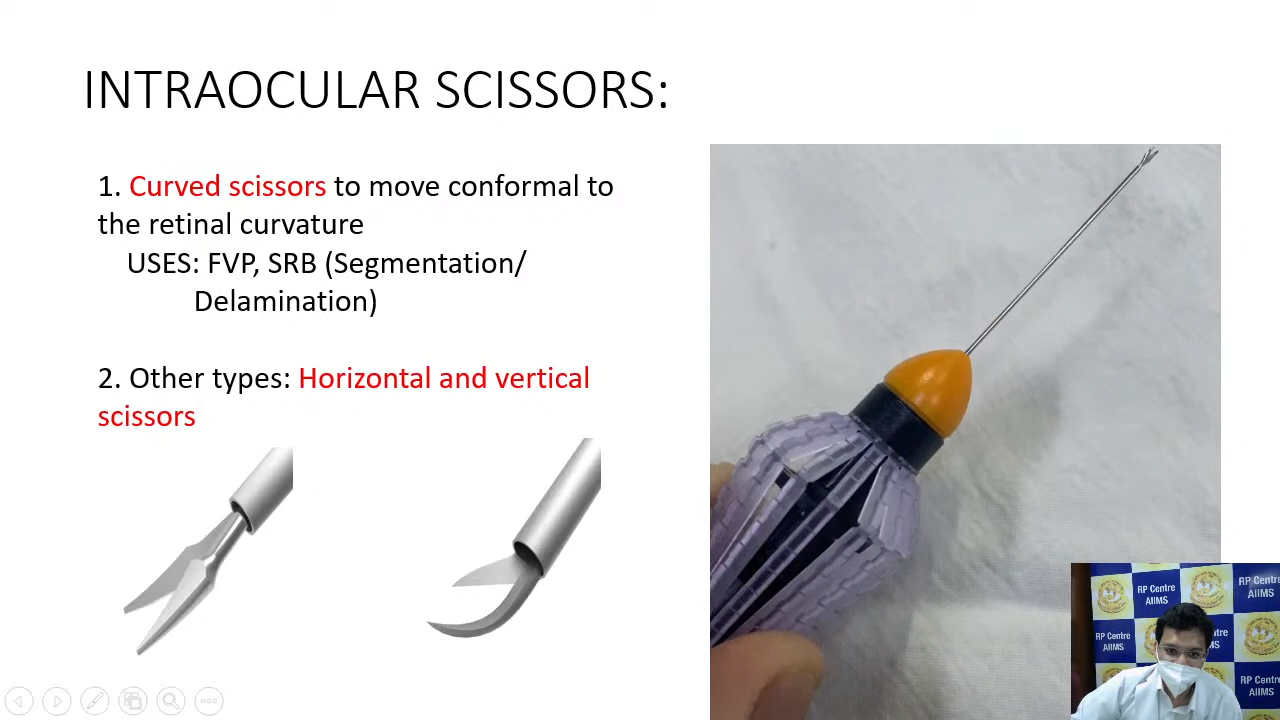 INTRAOCULAR SCISSORS:
1. Curved scissors to move conformal to
the retinal curvature
USES: FVP, SRB (Segmentation/
Delamination)
2. Other types: Horizontal and vertical
scissors
RP Centre
AIIMS
RP Centre
AIIMS
RP Centre
AIIMS
RP Centre
AIIMS